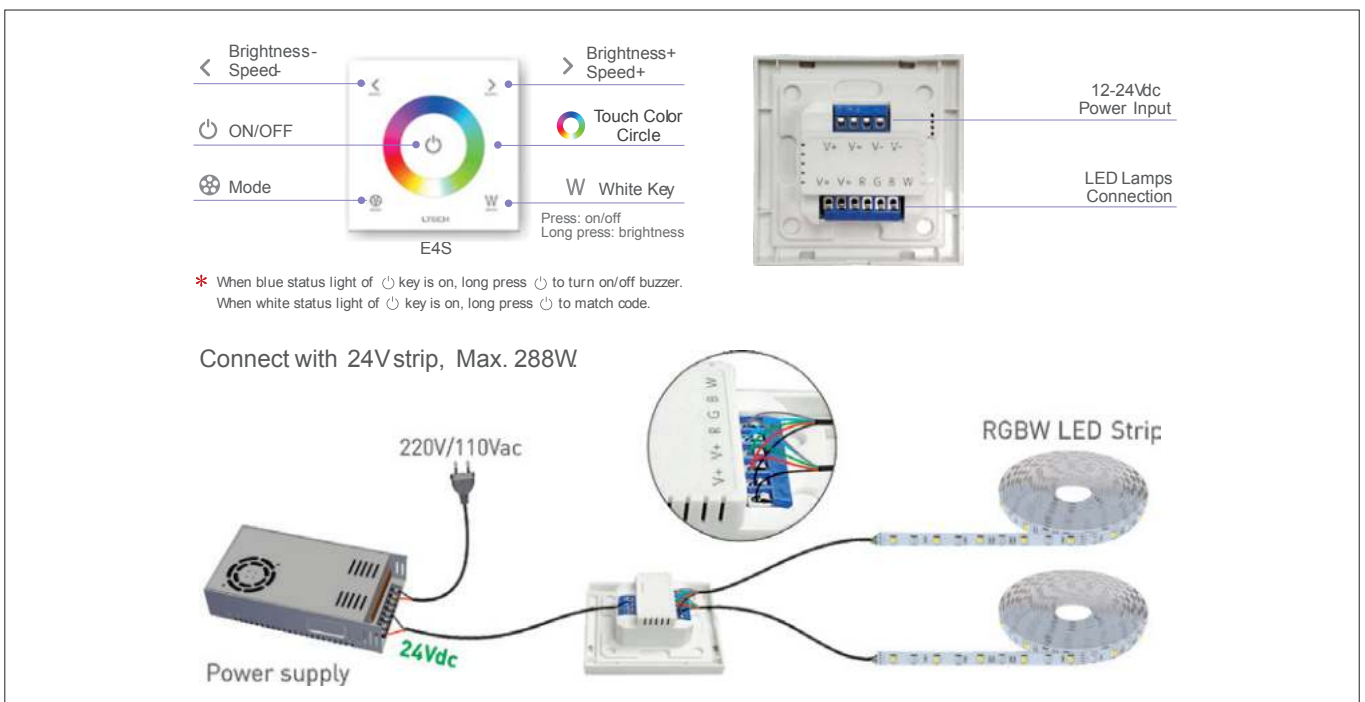 Brightness-
Speed-
ON/OFF
Mode
LTECH
E4S
Brightness+
Speed+
Touch Color
Circle
W
W White Key
Press: on/off
Long press: brightness
V+ V+ V- V-
V+ V+ R G B W
12-24Vdc
Power Input
LED Lamps
Connection
* When blue status light of key is on, long press to turn on/off buzzer.
When white status light of key is on, long press to match code.
Connect with 24V strip, Max. 288W.
220V/110Vac
V+ V+ R G B W
RGBW LED Strip
24Vdc
Power supply